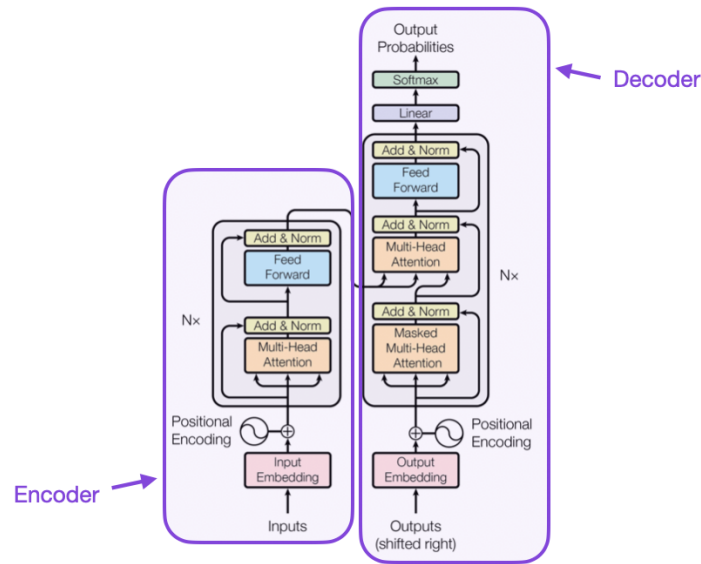 Output
Probabilities
Softmax
Linear
Add & Norm
Feed
Forward
Add & Norm
Multi-Head
Attention
Add & Norm
Masked
Multi-Head
Attention
N×
Positional
Encoding
Output
Embedding
Outputs
(shifted right)
Decoder
Add & Norm
Feed
Forward
Add & Norm
Multi-Head
Attention
N×
Positional
Encoding
Input
Embedding
Inputs
Encoder